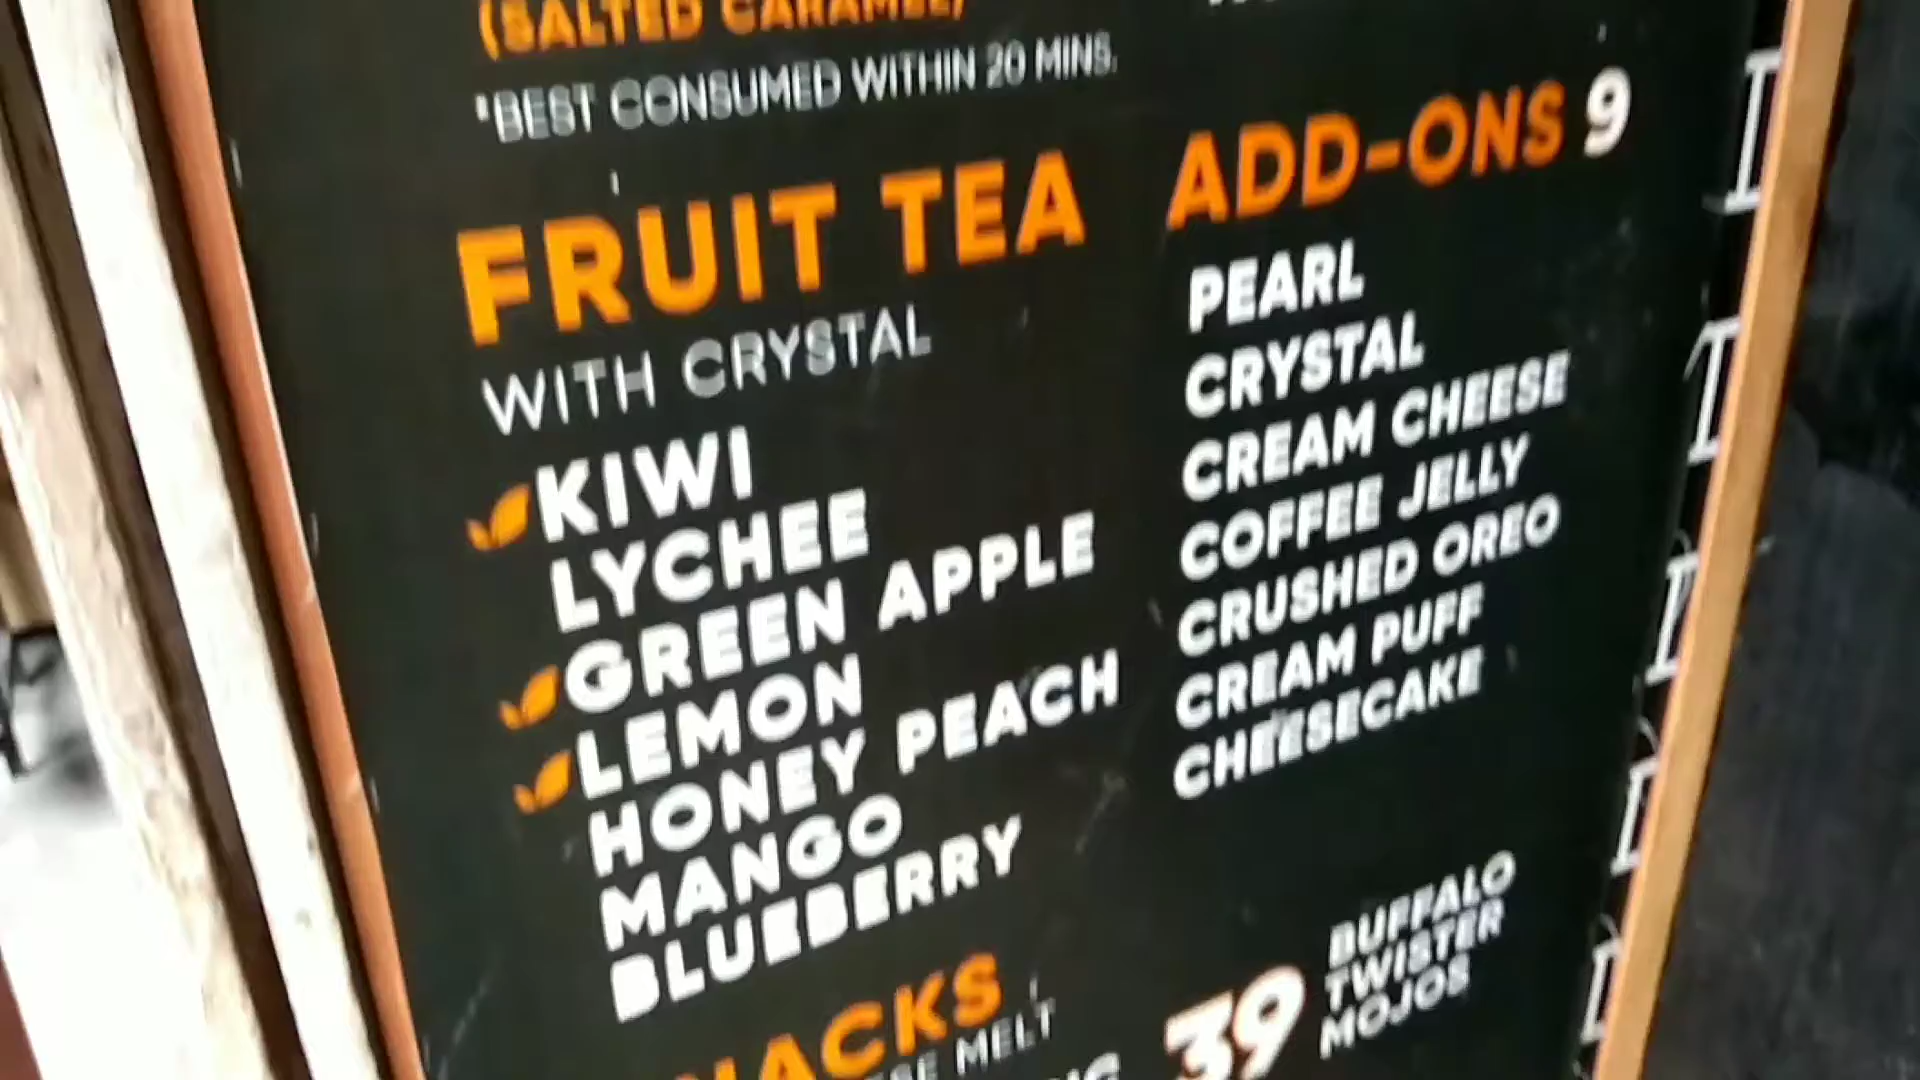 (SALTED CARAMEL)
*BEST CONSUMED WITHIN 20 MINS.
FRUIT TEA
WITH CRYSTAL
KIWI
LYCHEE
GREEN APPLE
LEMON
HONEY PEACH
MANGO
BLUEBERRY
ADD-ONS 9
PEARL
CRYSTAL
CREAM CHEESE
COFFEE JELLY
CRUSHED OREO
CREAM PUFF
CHEESECAKE
MELT
39
BUFFALO
TWISTER
MOJOS